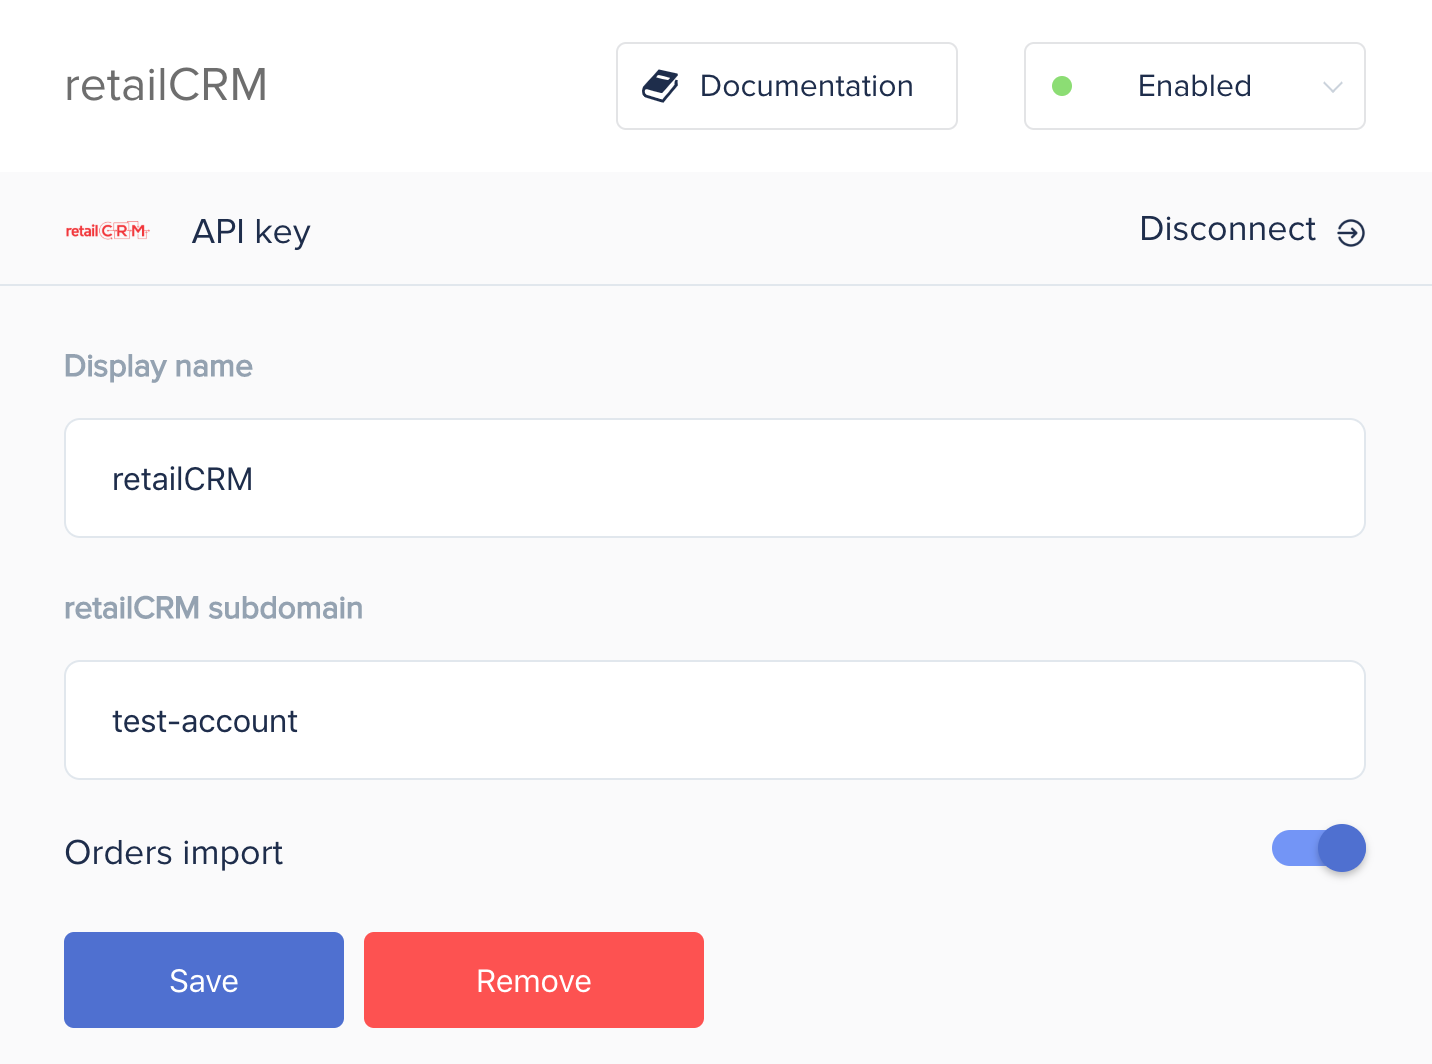 retailCRM
Documentation
Enabled
retailCRM API key
Disconnect
Display name
retailCRM
retailCRM subdomain
test-account
Orders import
Save
Remove